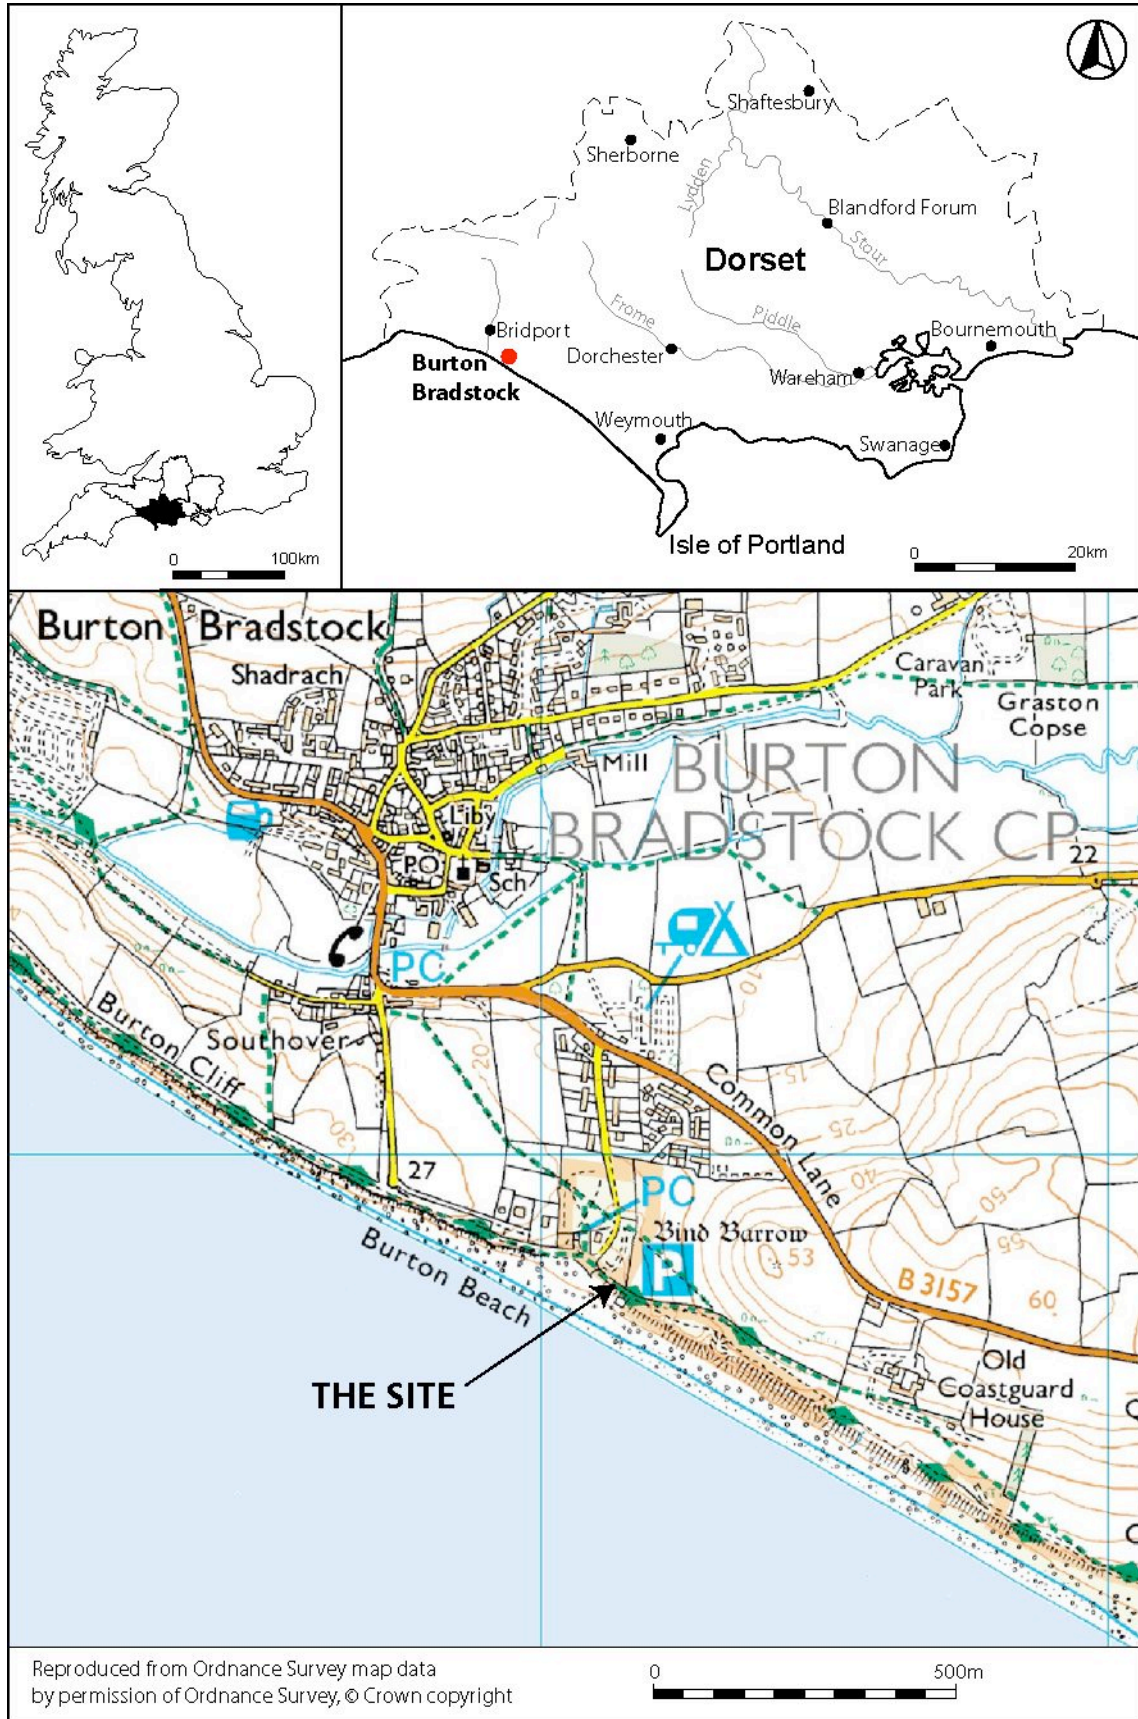 0 100km
Shaftesbury
Sherborne
Lydden
Blandford Forum
Stour
Dorset
Frome
Piddle
Bridport
Bournemouth
Burton
Bradstock
Dorchester
Wareham
Weymouth
Swanage
Isle of Portland
0 20km
Burton Bradstock
Shadrach
Caravan
Park
Graston
Copse
Mill
BURTON
BRADSTOCK CP
Liby
PO
Sch
22
PC
10
Burton Cliff
Southover
20
15
Common Lane
25
30
27
40
50
PC
Bind Barrow
55
53
P
B 3157
60
Burton Beach
THE SITE
Old
Coastguard
House
Reproduced from Ordnance Survey map data
by permission of Ordnance Survey, © Crown copyright
0 500m